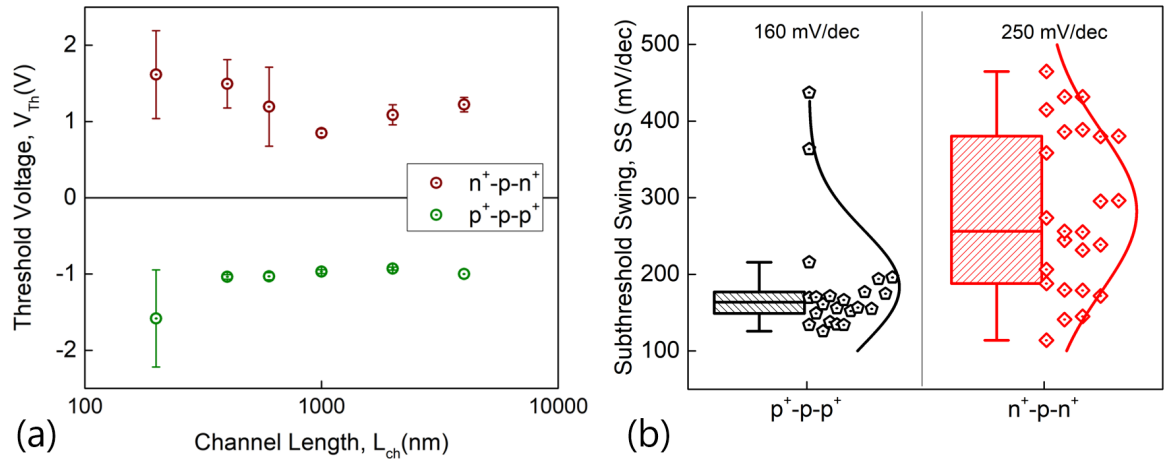 2
1
0
-1
-2
100
1000
10000
Threshold Voltage, V_Th(V)
Channel Length, L_ch(nm)
n⁺-p-n⁺
p⁺-p-p⁺
(a)
500
400
300
200
100
Subthreshold Swing, SS (mV/dec)
160 mV/dec
250 mV/dec
p⁺-p-p⁺
n⁺-p-n⁺
(b)